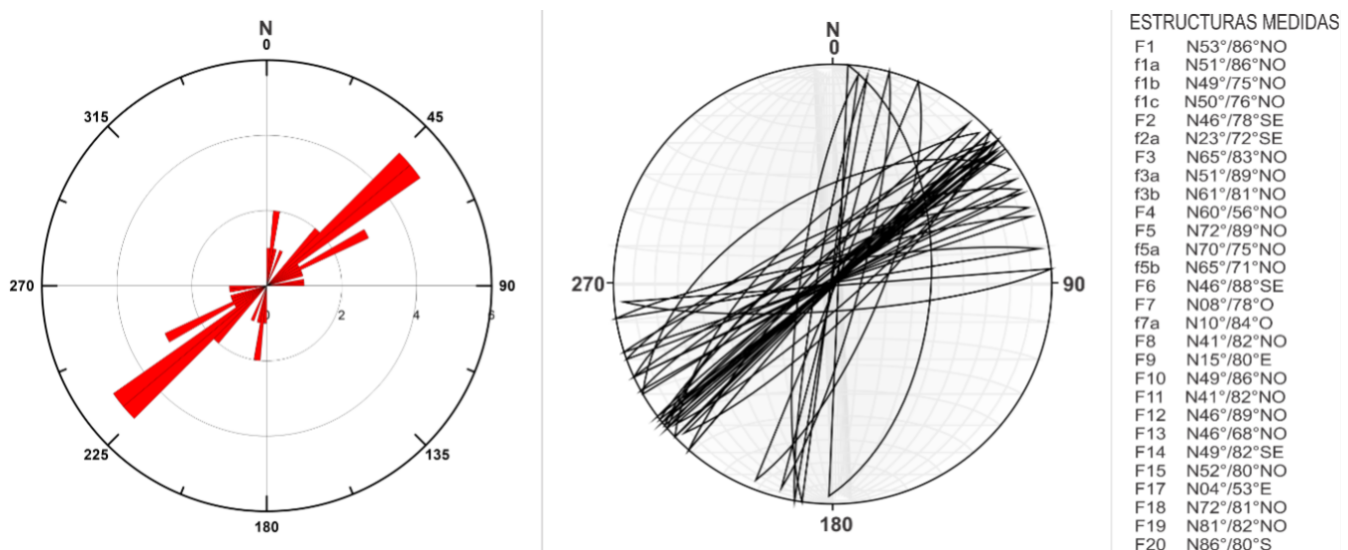 N
0
45
90
135
180
225
270
315
0
2
4
6
N
0
90
180
270
ESTRUCTURAS MEDIDAS
F1 N53°/86°NO
f1a N51°/86°NO
f1b N49°/75°NO
f1c N50°/76°NO
F2 N46°/78°SE
f2a N23°/72°SE
F3 N65°/83°NO
f3a N51°/89°NO
f3b N61°/81°NO
F4 N60°/56°NO
F5 N72°/89°NO
f5a N70°/75°NO
f5b N65°/71°NO
F6 N46°/88°SE
F7 N08°/78°O
f7a N10°/84°O
F8 N41°/82°NO
F9 N15°/80°E
F10 N49°/86°NO
F11 N41°/82°NO
F12 N46°/89°NO
F13 N46°/68°NO
F14 N49°/82°SE
F15 N52°/80°NO
F17 N04°/53°E
F18 N72°/81°NO
F19 N81°/82°NO
F20 N86°/80°S